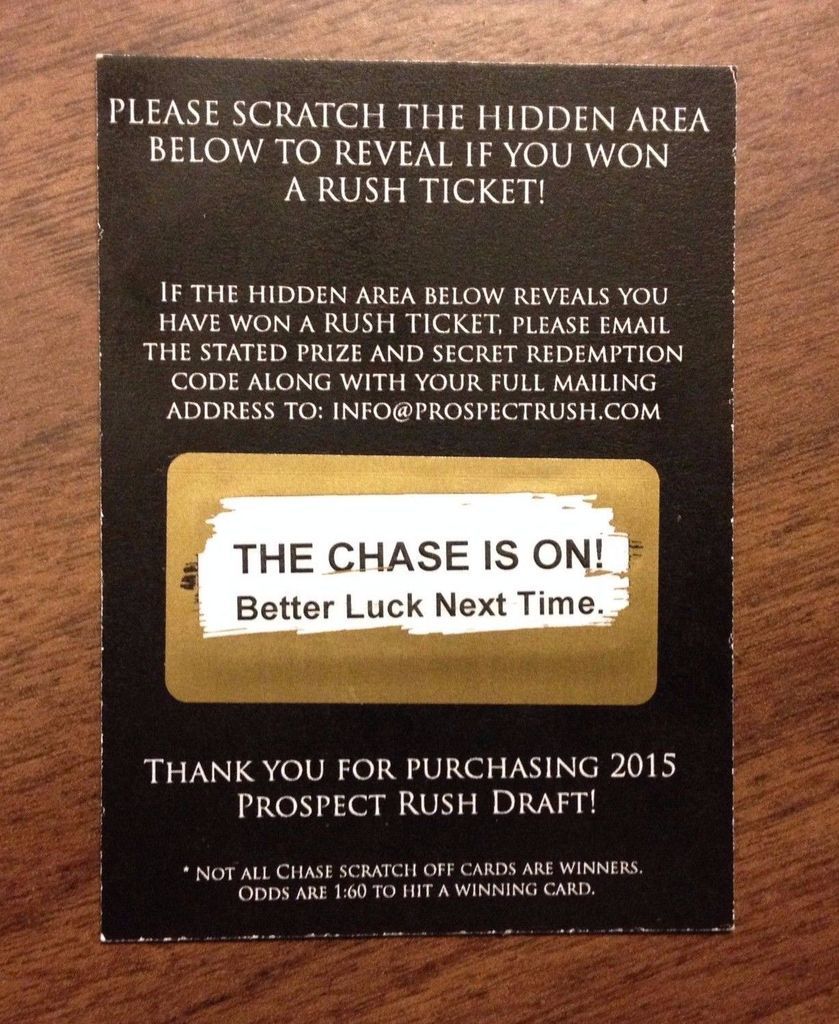 PLEASE SCRATCH THE HIDDEN AREA
BELOW TO REVEAL IF YOU WON
A RUSH TICKET!
IF THE HIDDEN AREA BELOW REVEALS YOU
HAVE WON A RUSH TICKET, PLEASE EMAIL
THE STATED PRIZE AND SECRET REDEMPTION
CODE ALONG WITH YOUR FULL MAILING
ADDRESS TO: INFO@PROSPECTRUSH.COM
THE CHASE IS ON!
Better Luck Next Time.
THANK YOU FOR PURCHASING 2015
PROSPECT RUSH DRAFT!
* NOT ALL CHASE SCRATCH OFF CARDS ARE WINNERS.
ODDS ARE 1:60 TO HIT A WINNING CARD.